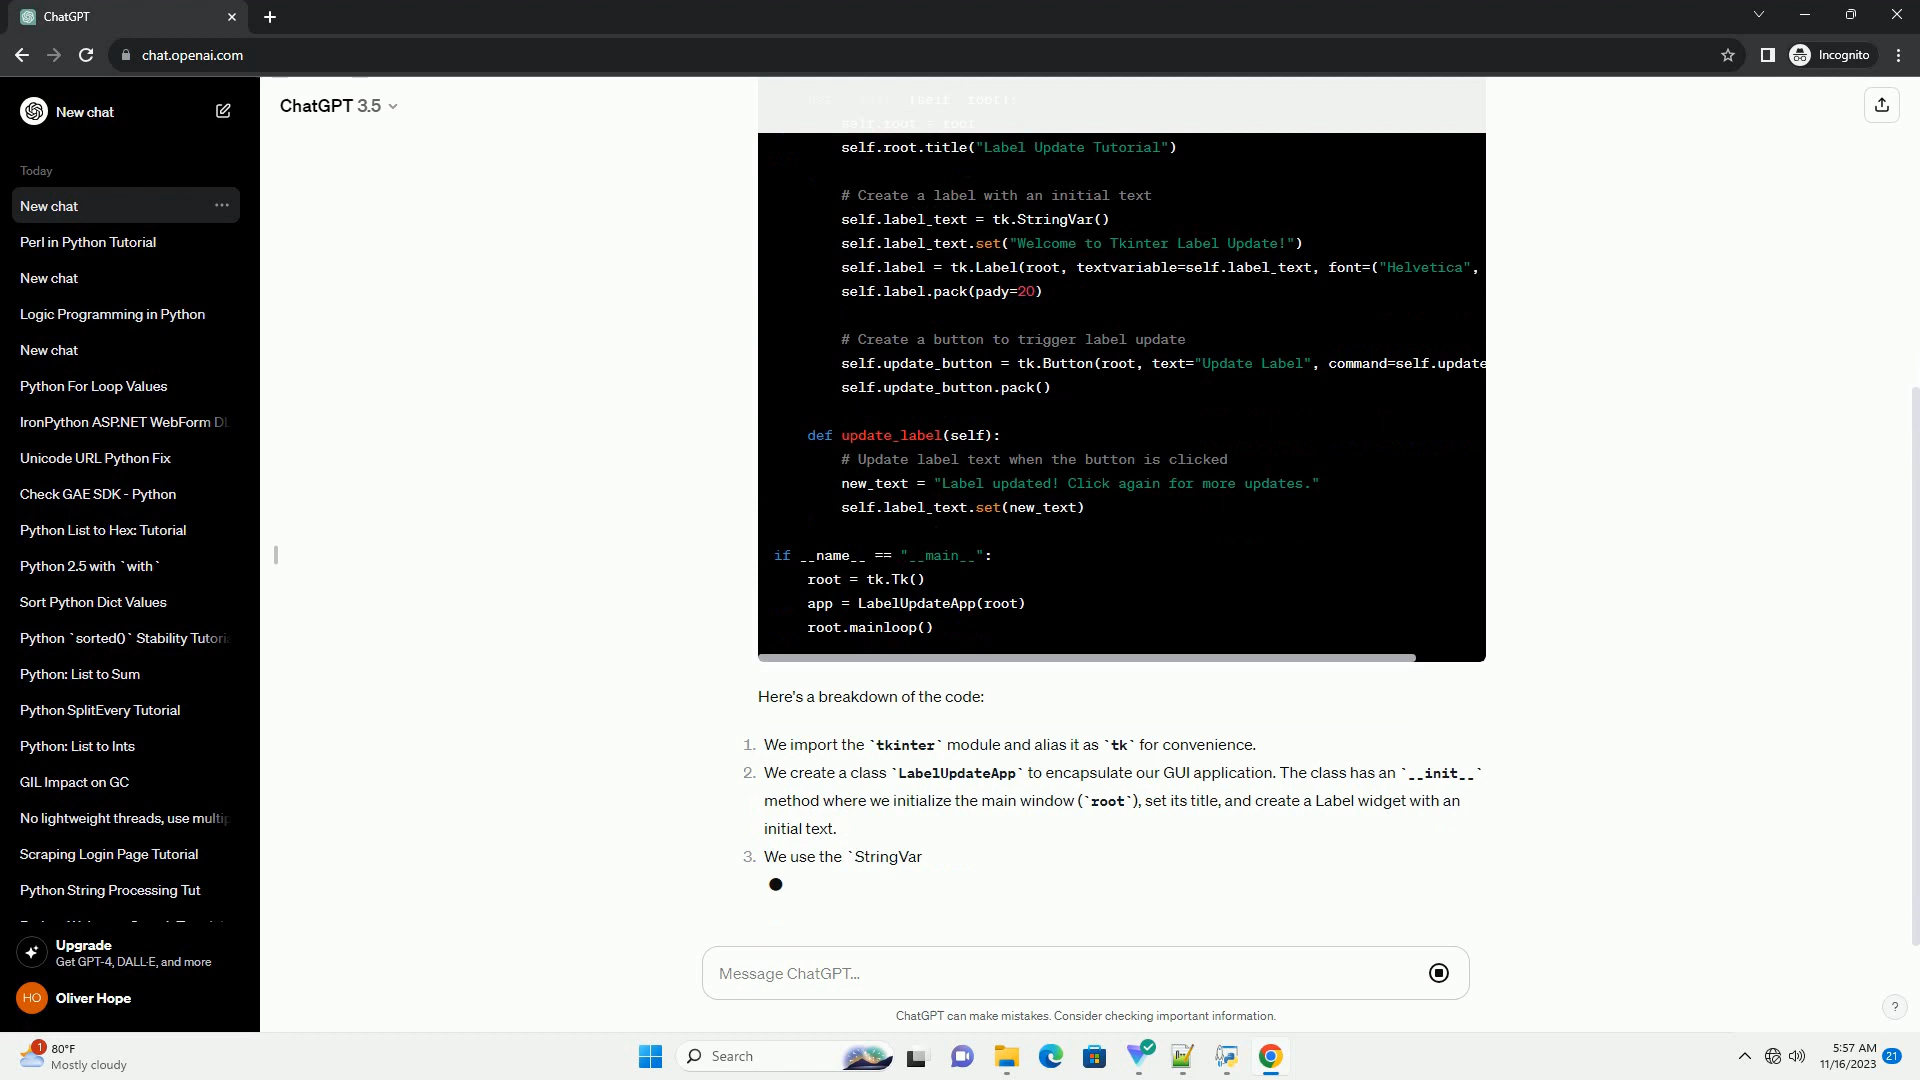 ChatGPT
chat.openai.com
Incognito
New chat
ChatGPT 3.5
Today
New chat
Perl in Python Tutorial
New chat
Logic Programming in Python
New chat
Python For Loop Values
IronPython ASP.NET WebForm DL
Unicode URL Python Fix
Check GAE SDK - Python
Python List to Hex: Tutorial
Python 2.5 with `with`
Sort Python Dict Values
Python `sorted()` Stability Tutori
Python: List to Sum
Python SplitEvery Tutorial
Python: List to Ints
GIL Impact on GC
No lightweight threads, use multip
Scraping Login Page Tutorial
Python String Processing Tut
Upgrade
Get GPT-4, DALL·E, and more
HO
Oliver Hope
self.root = root
self.root.title("Label Update Tutorial")
# Create a label with an initial text
self.label_text = tk.StringVar()
self.label_text.set("Welcome to Tkinter Label Update!")
self.label = tk.Label(root, textvariable=self.label_text, font=("Helvetica",
self.label.pack(pady=20)
# Create a button to trigger label update
self.update_button = tk.Button(root, text="Update Label", command=self.update
self.update_button.pack()
def update_label(self):
# Update label text when the button is clicked
new_text = "Label updated! Click again for more updates."
self.label_text.set(new_text)
if __name__ == "__main__":
root = tk.Tk()
app = LabelUpdateApp(root)
root.mainloop()
Here's a breakdown of the code:
1. We import the `tkinter` module and alias it as `tk` for convenience.
2. We create a class `LabelUpdateApp` to encapsulate our GUI application. The class has an `__init__`
method where we initialize the main window (`root`), set its title, and create a Label widget with an
initial text.
3. We use the `StringVar
Message ChatGPT...
ChatGPT can make mistakes. Consider checking important information.
?
1
80°F
Mostly cloudy
Search
5:57 AM
11/16/2023
21